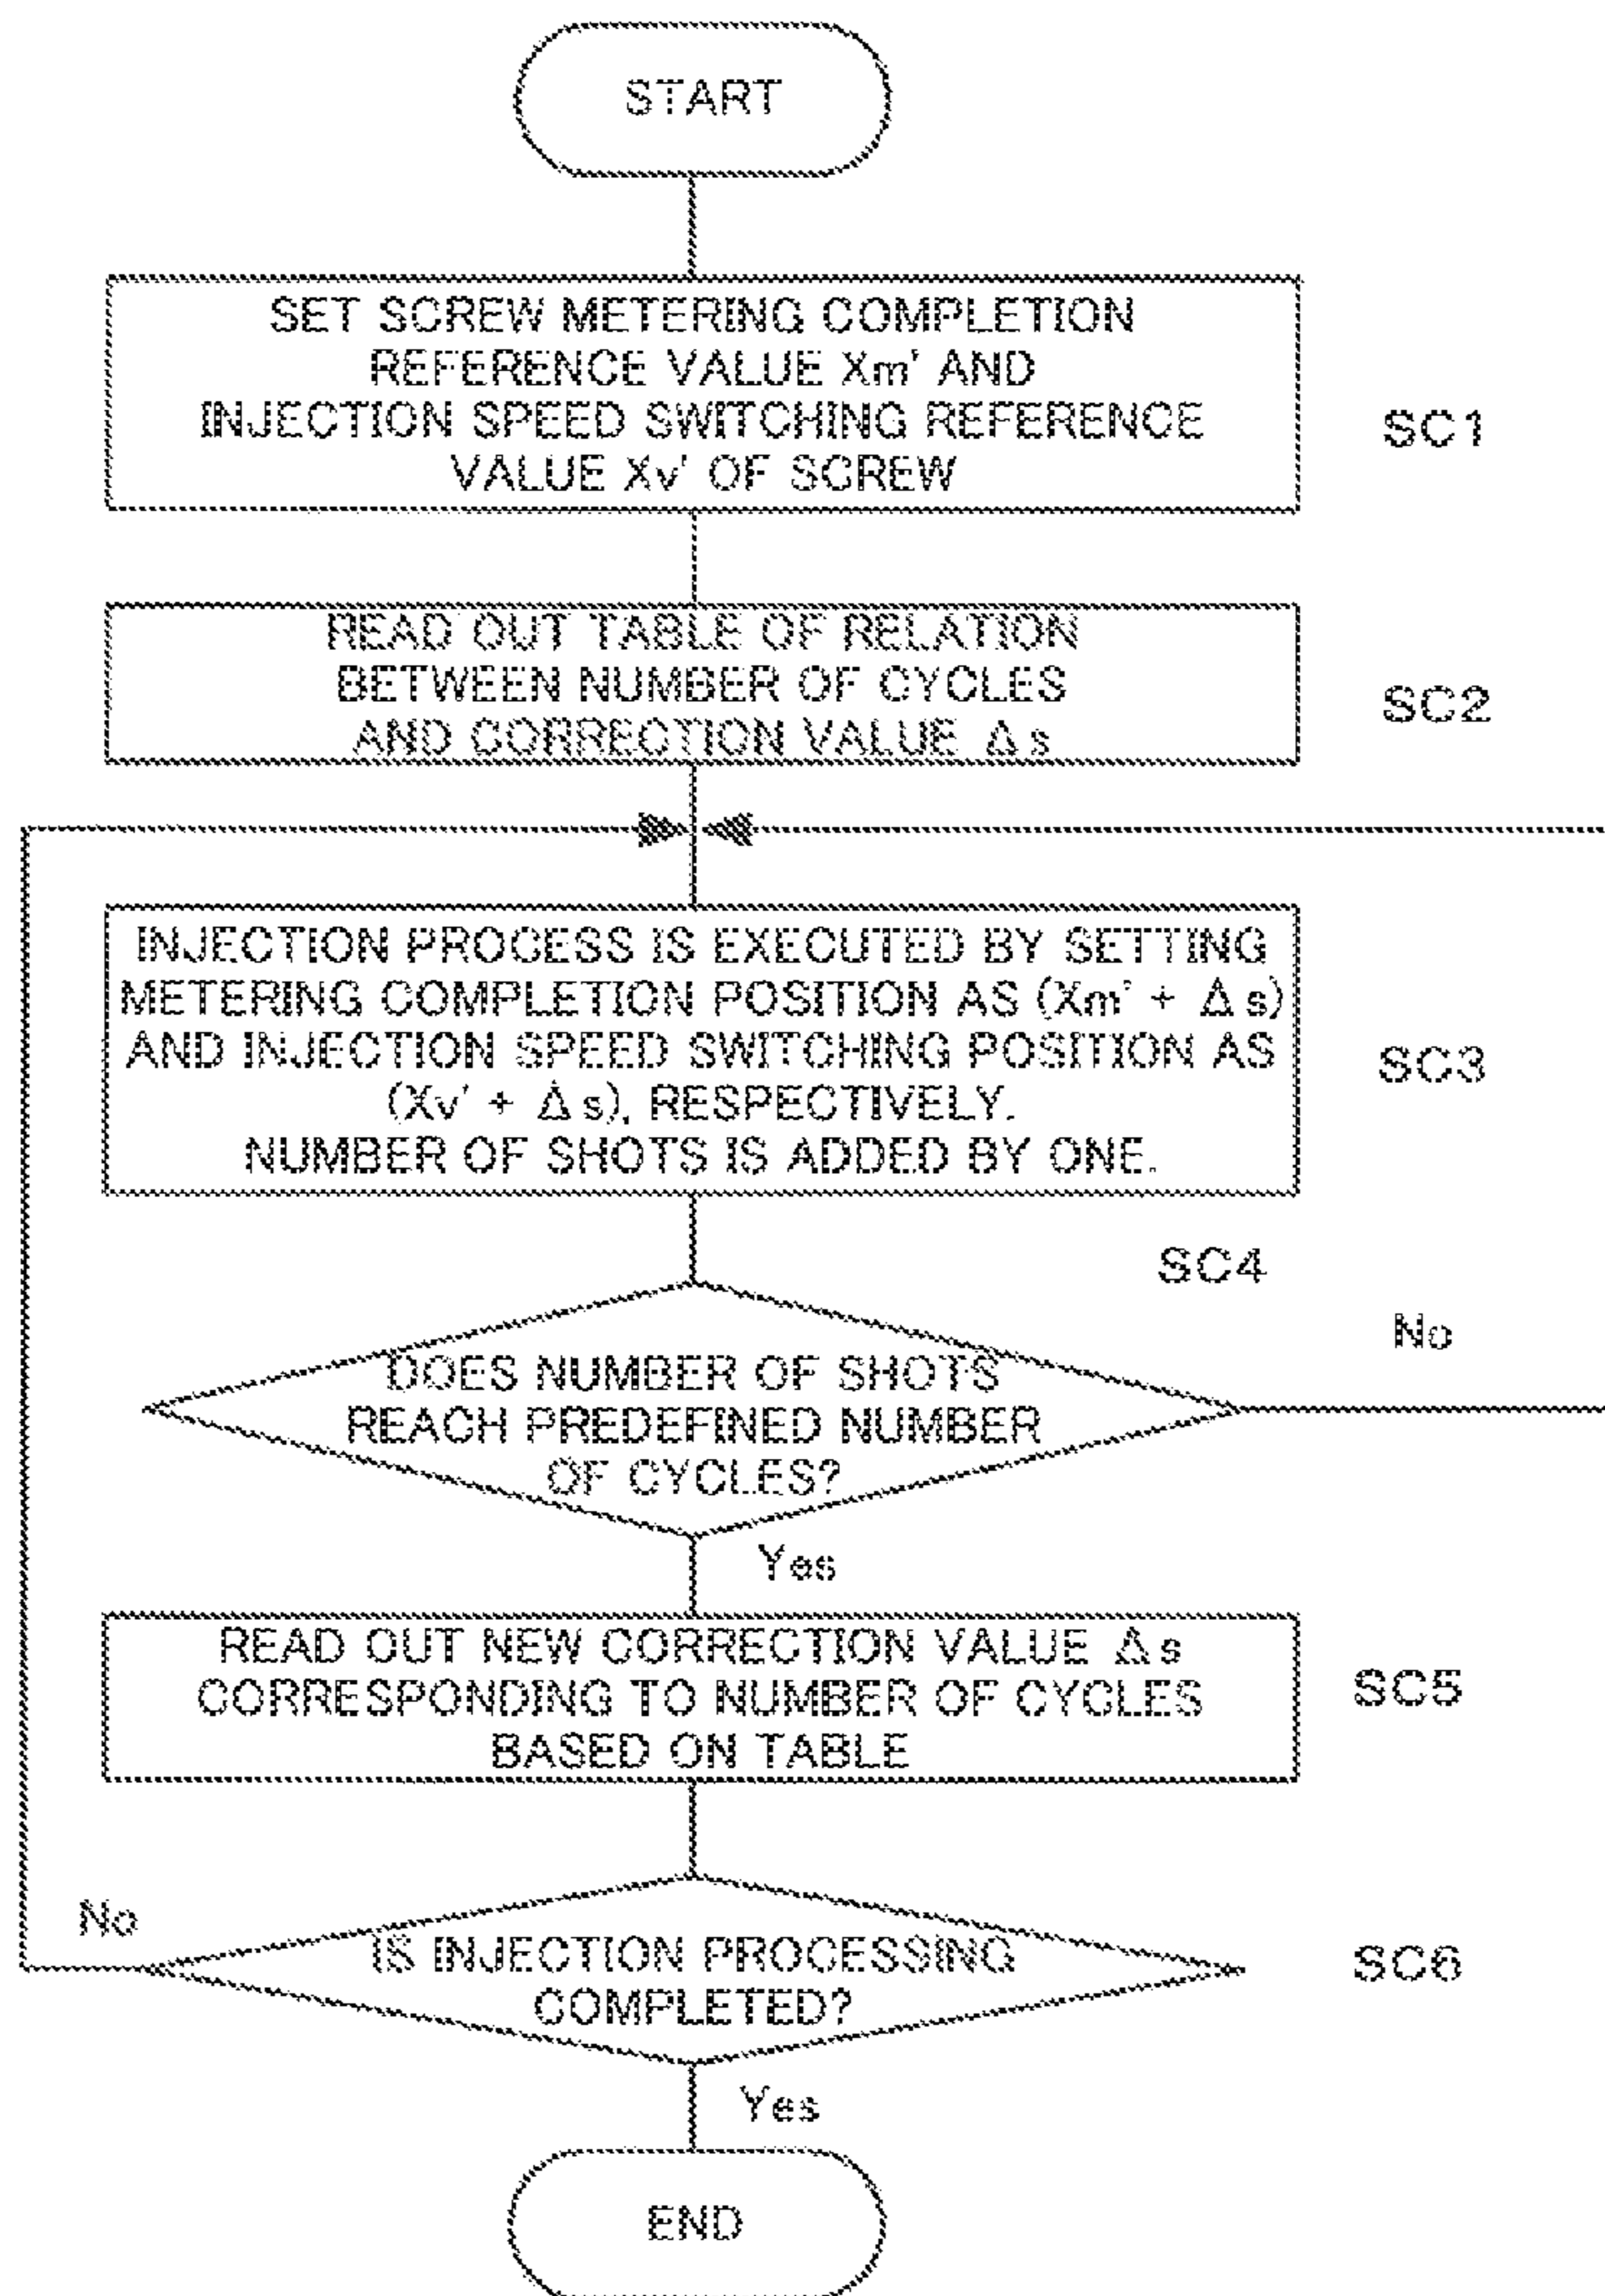 START
SET SCREW METERING COMPLETION
REFERENCE VALUE Xm' AND
INJECTION SPEED SWITCHING REFERENCE
VALUE Xv' OF SCREW
SC1
READ OUT TABLE OF RELATION
BETWEEN NUMBER OF CYCLES
AND CORRECTION VALUE Δs
SC2
INJECTION PROCESS IS EXECUTED BY SETTING
METERING COMPLETION POSITION AS (Xm' + Δs)
AND INJECTION SPEED SWITCHING POSITION AS
(Xv' + Δs), RESPECTIVELY.
NUMBER OF SHOTS IS ADDED BY ONE.
SC3
SC4
No
DOES NUMBER OF SHOTS
REACH PREDEFINED NUMBER
OF CYCLES?
Yes
READ OUT NEW CORRECTION VALUE Δs
CORRESPONDING TO NUMBER OF CYCLES
BASED ON TABLE
SC5
No
IS INJECTION PROCESSING
COMPLETED?
SC6
Yes
END